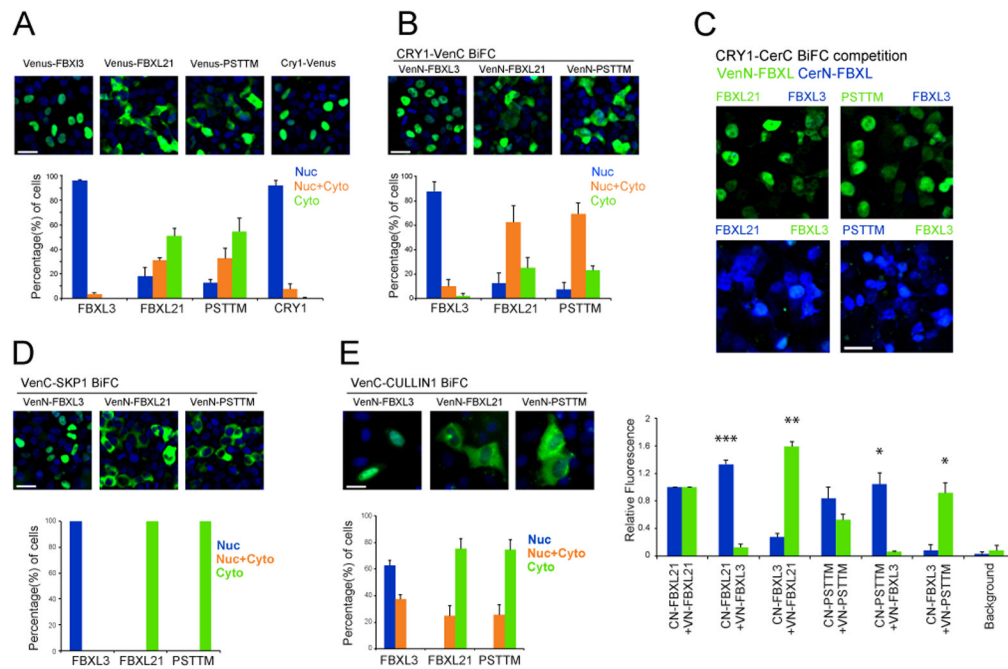 A
Venus-FBXl3 Venus-FBXL21 Venus-PSTTM Cry1-Venus
Percentage(%) of cells
100
80
60
40
20
0
Nuc
Nuc+Cyto
Cyto
FBXL3 FBXL21 PSTTM CRY1
B
CRY1-VenC BiFC
VenN-FBXL3 VenN-FBXL21 VenN-PSTTM
Percentage(%) of cells
100
80
60
40
20
0
Nuc
Nuc+Cyto
Cyto
FBXL3 FBXL21 PSTTM
C
CRY1-CerC BiFC competition
VenN-FBXL CerN-FBXL
FBXL21 FBXL3 PSTTM FBXL3
FBXL21 FBXL3 PSTTM FBXL3
D
VenC-SKP1 BiFC
VenN-FBXL3 VenN-FBXL21 VenN-PSTTM
Percentage(%) of cells
100
80
60
40
20
0
Nuc
Nuc+Cyto
Cyto
FBXL3 FBXL21 PSTTM
E
VenC-CULLIN1 BiFC
VenN-FBXL3 VenN-FBXL21 VenN-PSTTM
Percentage(%) of cells
100
80
60
40
20
0
Nuc
Nuc+Cyto
Cyto
FBXL3 FBXL21 PSTTM
Relative Fluorescence
2
1.6
1.2
0.8
0.4
0
***
**
*
*
CN-FBXL21
+VN-FBXL21
CN-FBXL21
+VN-FBXL3
CN-FBXL3
+VN-FBXL21
CN-PSTTM
+VN-PSTTM
CN-PSTTM
+VN-FBXL3
CN-FBXL3
+VN-PSTTM
Background